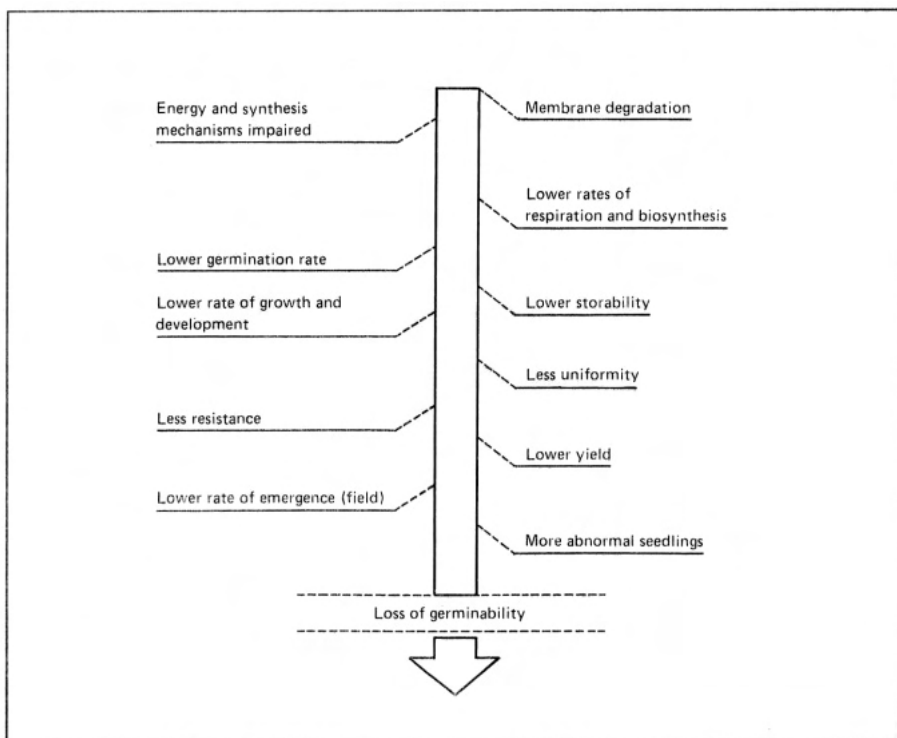 Energy and synthesis
mechanisms impaired
Membrane degradation
Lower rates of
respiration and biosynthesis
Lower germination rate
Lower rate of growth and
development
Lower storability
Less uniformity
Less resistance
Lower yield
Lower rate of emergence (field)
More abnormal seedlings
Loss of germinability